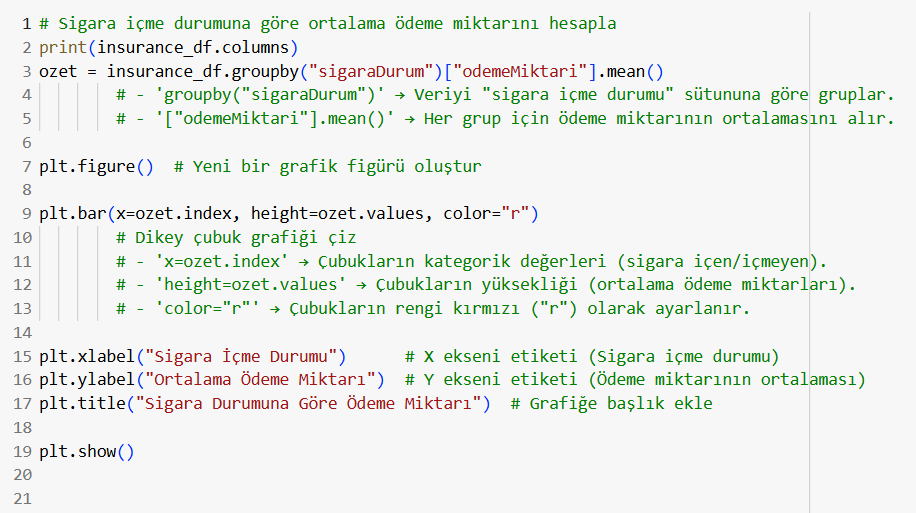 1 # Sigara içme durumuna göre ortalama ödeme miktarını hesapla
2 print(insurance_df.columns)
3 ozet = insurance_df.groupby("sigaraDurum")["odemeMiktari"].mean()
4 # - 'groupby("sigaraDurum")' → Veriyi "sigara içme durumu" sütununa göre gruplar.
5 # - '["odemeMiktari"].mean()' → Her grup için ödeme miktarının ortalamasını alır.
6
7 plt.figure()  # Yeni bir grafik figürü oluştur
8
9 plt.bar(x=ozet.index, height=ozet.values, color="r")
10 # Dikey çubuk grafiği çiz
11 # - 'x=ozet.index' → Çubukların kategorik değerleri (sigara içen/içmeyen).
12 # - 'height=ozet.values' → Çubukların yüksekliği (ortalama ödeme miktarları).
13 # - 'color="r"' → Çubukların rengi kırmızı ("r") olarak ayarlanır.
14
15 plt.xlabel("Sigara İçme Durumu")      # X ekseni etiketi (Sigara içme durumu)
16 plt.ylabel("Ortalama Ödeme Miktarı")  # Y ekseni etiketi (Ödeme miktarının ortalaması)
17 plt.title("Sigara Durumuna Göre Ödeme Miktarı")  # Grafiğe başlık ekle
18
19 plt.show()
20
21